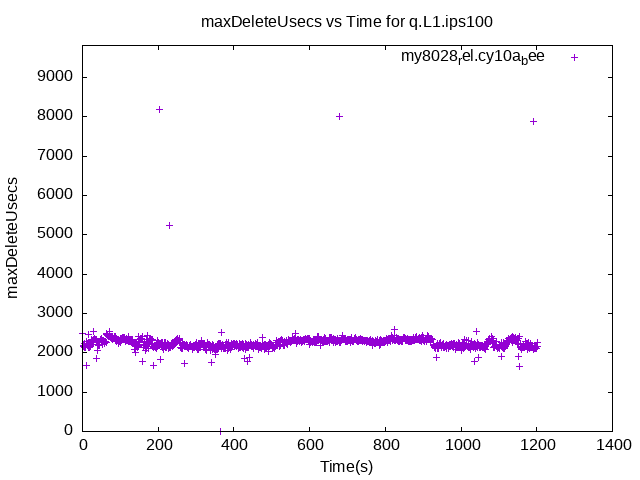 maxDeleteUsecs vs Time for q.L1.ips100
my8028rel.cy10abee
9000
8000
7000
6000
5000
4000
3000
2000
1000
0
maxDeleteUsecs
0 200 400 600 800 1000 1200 1400
Time(s)